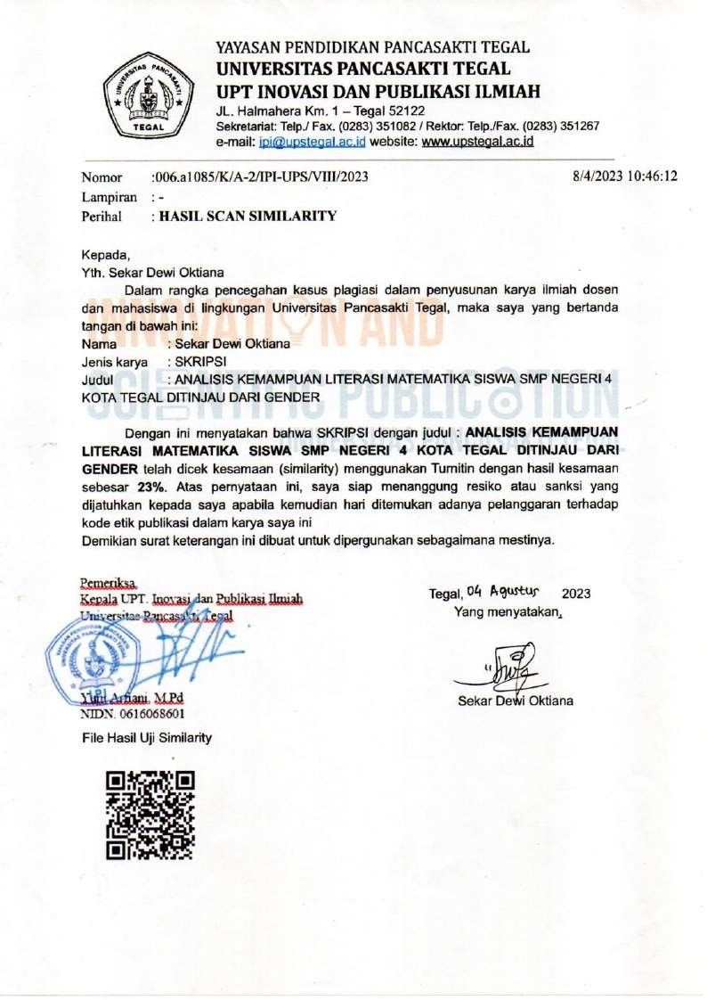 YAYASAN PENDIDIKAN PANCASAKTI TEGAL
UNIVERSITAS PANCASAKTI TEGAL
UPT INOVASI DAN PUBLIKASI ILMIAH
JL. Halmahera Km. 1 – Tegal 52122
Sekretariat: Telp./ Fax. (0283) 351082 / Rektor: Telp./Fax. (0283) 351267
e-mail: ipi@upstegal.ac.id website: www.upstegal.ac.id
UNIVERSITAS PANCASAKTI
TEGAL
Nomor :006.a1085/K/A-2/IPI-UPS/VIII/2023 8/4/2023 10:46:12
Lampiran : -
Perihal : HASIL SCAN SIMILARITY
Kepada,
Yth. Sekar Dewi Oktiana
Dalam rangka pencegahan kasus plagiasi dalam penyusunan karya ilmiah dosen
dan mahasiswa di lingkungan Universitas Pancasakti Tegal, maka saya yang bertanda
tangan di bawah ini:
Nama : Sekar Dewi Oktiana
Jenis karya : SKRIPSI
Judul : ANALISIS KEMAMPUAN LITERASI MATEMATIKA SISWA SMP NEGERI 4
KOTA TEGAL DITINJAU DARI GENDER
INNOVATION AND
SCIENTIFIC PUBLICATION
UNIVERSITAS PANCASAKTI TEGAL
Dengan ini menyatakan bahwa SKRIPSI dengan judul : ANALISIS KEMAMPUAN
LITERASI MATEMATIKA SISWA SMP NEGERI 4 KOTA TEGAL DITINJAU DARI
GENDER telah dicek kesamaan (similarity) menggunakan Turnitin dengan hasil kesamaan
sebesar 23%. Atas pernyataan ini, saya siap menanggung resiko atau sanksi yang
dijatuhkan kepada saya apabila kemudian hari ditemukan adanya pelanggaran terhadap
kode etik publikasi dalam karya saya ini
Demikian surat keterangan ini dibuat untuk dipergunakan sebagaimana mestinya.
Pemeriksa,
Kepala UPT. Inovasi dan Publikasi Ilmiah
Universitas Pancasakti Tegal
YAYASAN PENDIDIKAN PANCASAKTI TEGAL
UNIVERSITAS PANCASAKTI TEGAL
IPI
Arfiani, M.Pd
NIDN. 0616068601
Tegal, 04 Agustus 2023
Yang menyatakan,
Sekar Dewi Oktiana
File Hasil Uji Similarity